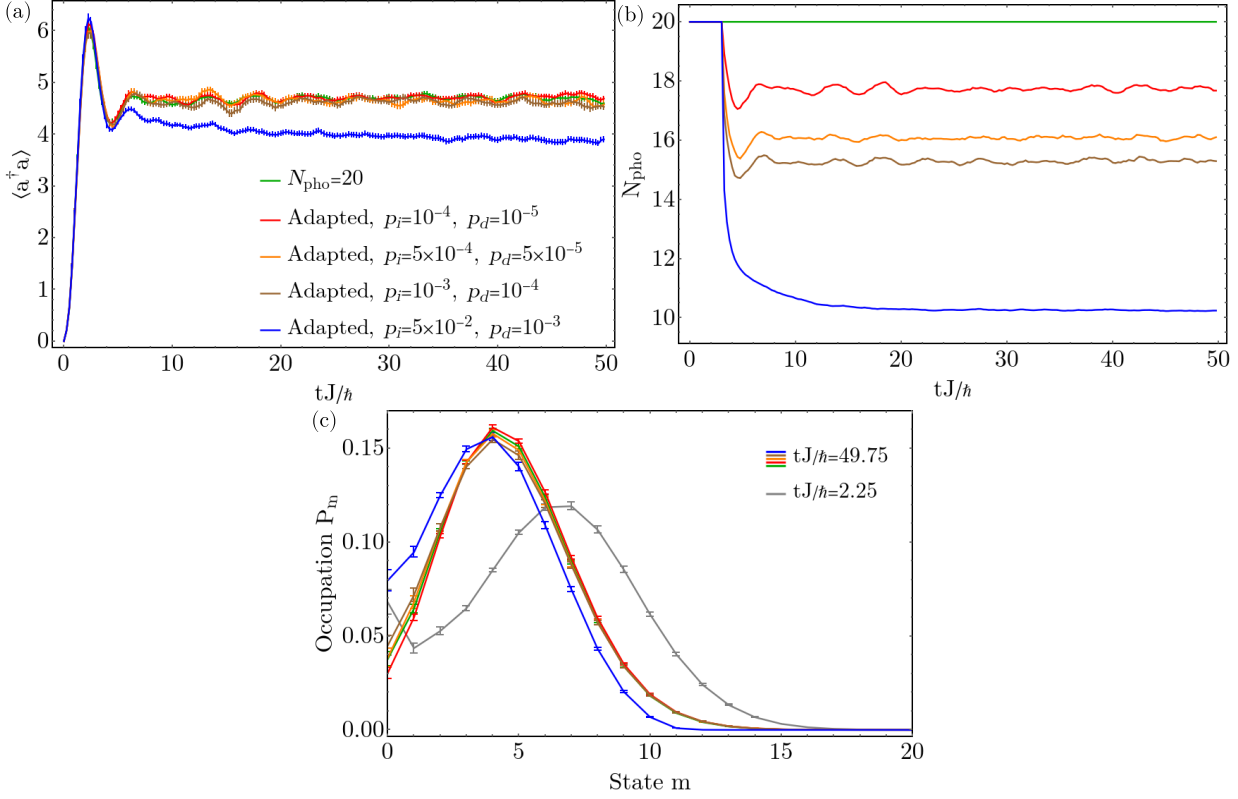 (a)
6
5
4
3
2
1
0
⟨a†a⟩
N_pho=20
Adapted, p_i=10⁻⁴, p_d=10⁻⁵
Adapted, p_i=5×10⁻⁴, p_d=5×10⁻⁵
Adapted, p_i=10⁻³, p_d=10⁻⁴
Adapted, p_i=5×10⁻², p_d=10⁻³
0 10 20 30 40 50
tJ/ħ
(b)
20
18
16
14
12
10
N_pho
0 10 20 30 40 50
tJ/ħ
(c)
0.15
0.10
0.05
0.00
Occupation P_m
tJ/ħ=49.75
tJ/ħ=2.25
0 5 10 15 20
State m